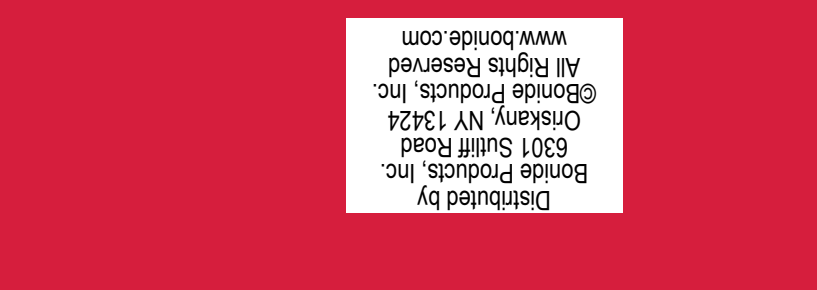 Distributed by
Bonide Products, Inc.
6301 Sutliff Road
Oriskany, NY 13424
©Bonide Products, Inc.
All Rights Reserved
www.bonide.com